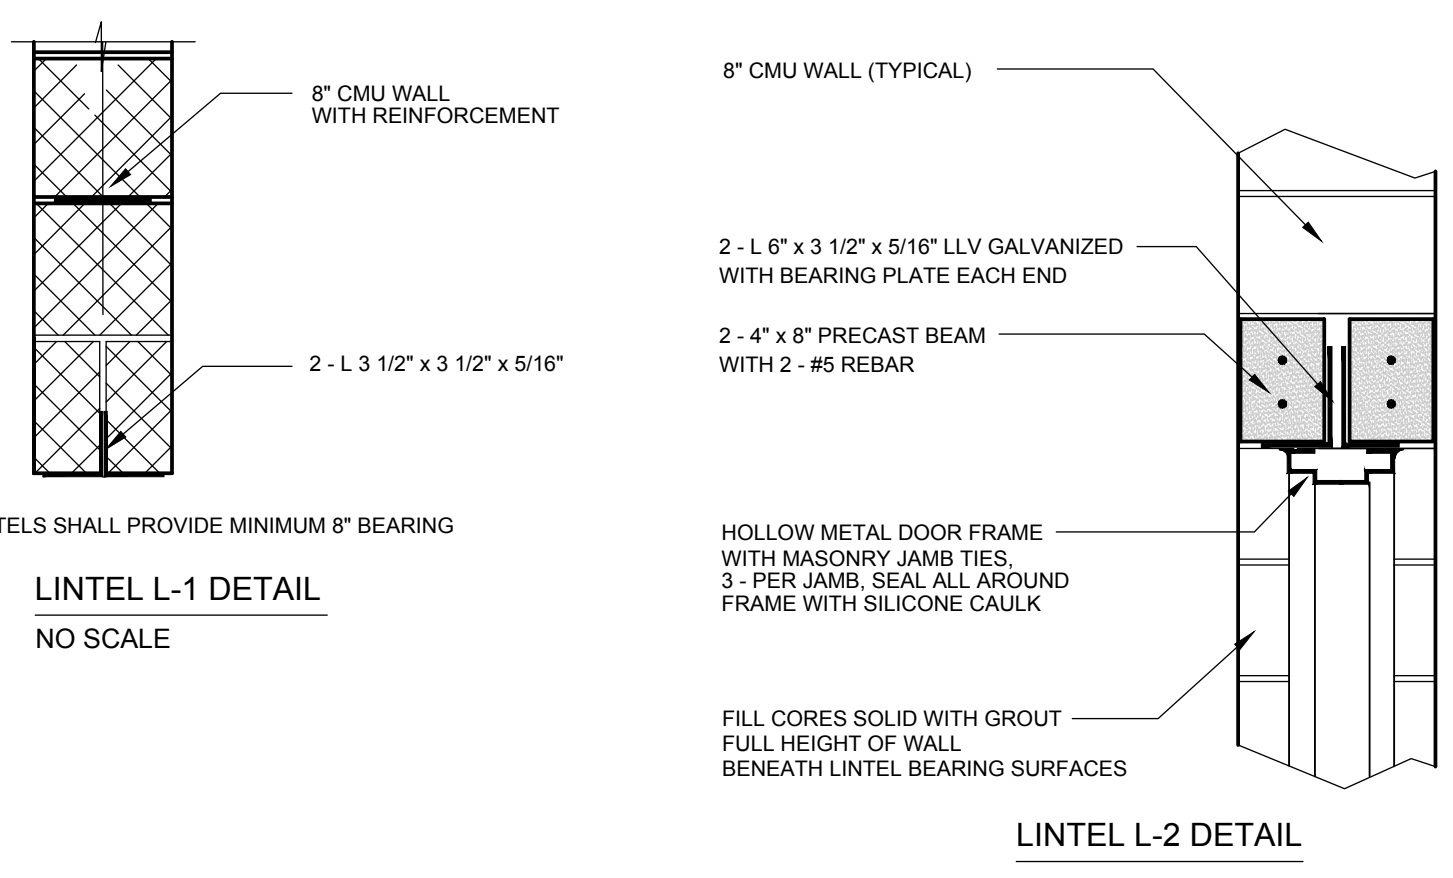 8" CMU WALL
WITH REINFORCEMENT
2 - L 3 1/2" x 3 1/2" x 5/16"
SHALL PROVIDE MINIMUM 8" BEARING
LINTEL L-1 DETAIL
NO SCALE
8" CMU WALL (TYPICAL)
2 - L 6" x 3 1/2" x 5/16" LLV GALVANIZED
WITH BEARING PLATE EACH END
2 - 4" x 8" PRECAST BEAM
WITH 2 - #5 REBAR
HOLLOW METAL DOOR FRAME
WITH MASONRY JAMB TIES,
3 - PER JAMB, SEAL ALL AROUND
FRAME WITH SILICONE CAULK
FILL CORES SOLID WITH GROUT
FULL HEIGHT OF WALL
BENEATH LINTEL BEARING SURFACES
LINTEL L-2 DETAIL